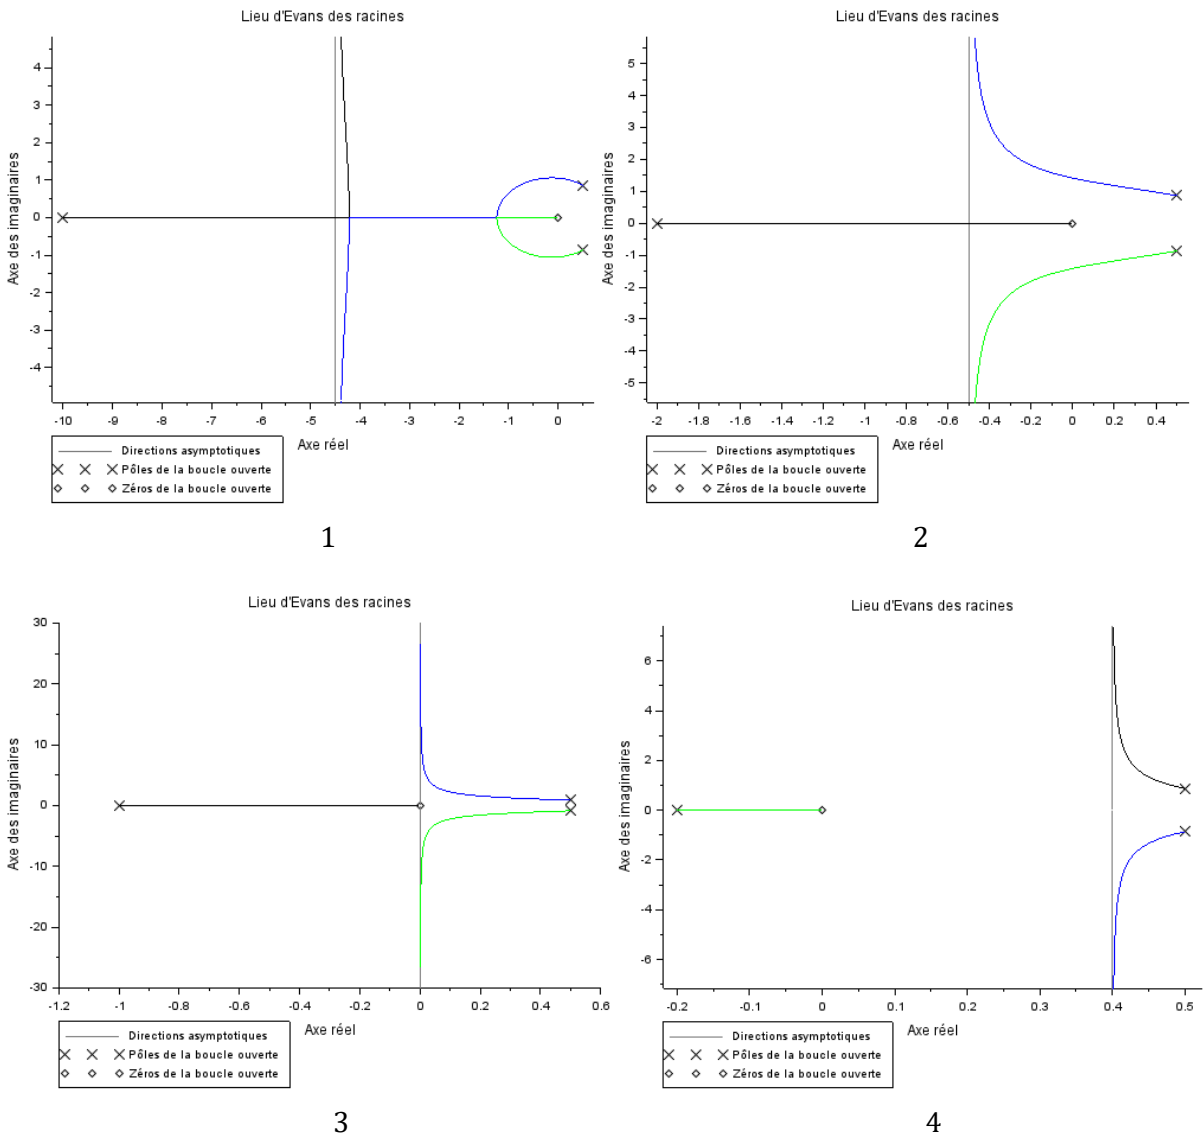 Lieu d'Evans des racines
Axe des imaginaires
4
3
2
1
0
-1
-2
-3
-4
-10 -9 -8 -7 -6 -5 -4 -3 -2 -1 0
Axe réel
Directions asymptotiques
Pôles de la boucle ouverte
Zéros de la boucle ouverte
1
Lieu d'Evans des racines
Axe des imaginaires
5
4
3
2
1
0
-1
-2
-3
-4
-5
-2 -1.8 -1.6 -1.4 -1.2 -1 -0.8 -0.6 -0.4 -0.2 0 0.2 0.4
Axe réel
Directions asymptotiques
Pôles de la boucle ouverte
Zéros de la boucle ouverte
2
Lieu d'Evans des racines
Axe des imaginaires
30
20
10
0
-10
-20
-30
-1.2 -1 -0.8 -0.6 -0.4 -0.2 0 0.2 0.4 0.6
Axe réel
Directions asymptotiques
Pôles de la boucle ouverte
Zéros de la boucle ouverte
3
Lieu d'Evans des racines
Axe des imaginaires
6
4
2
0
-2
-4
-6
-0.2 -0.1 0 0.1 0.2 0.3 0.4 0.5
Axe réel
Directions asymptotiques
Pôles de la boucle ouverte
Zéros de la boucle ouverte
4